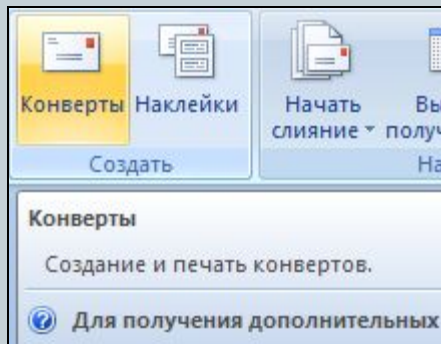 Конверты Наклейки
Начать
слияние
Создать
Конверты
Создание и печать конвертов.
Для получения дополнительных